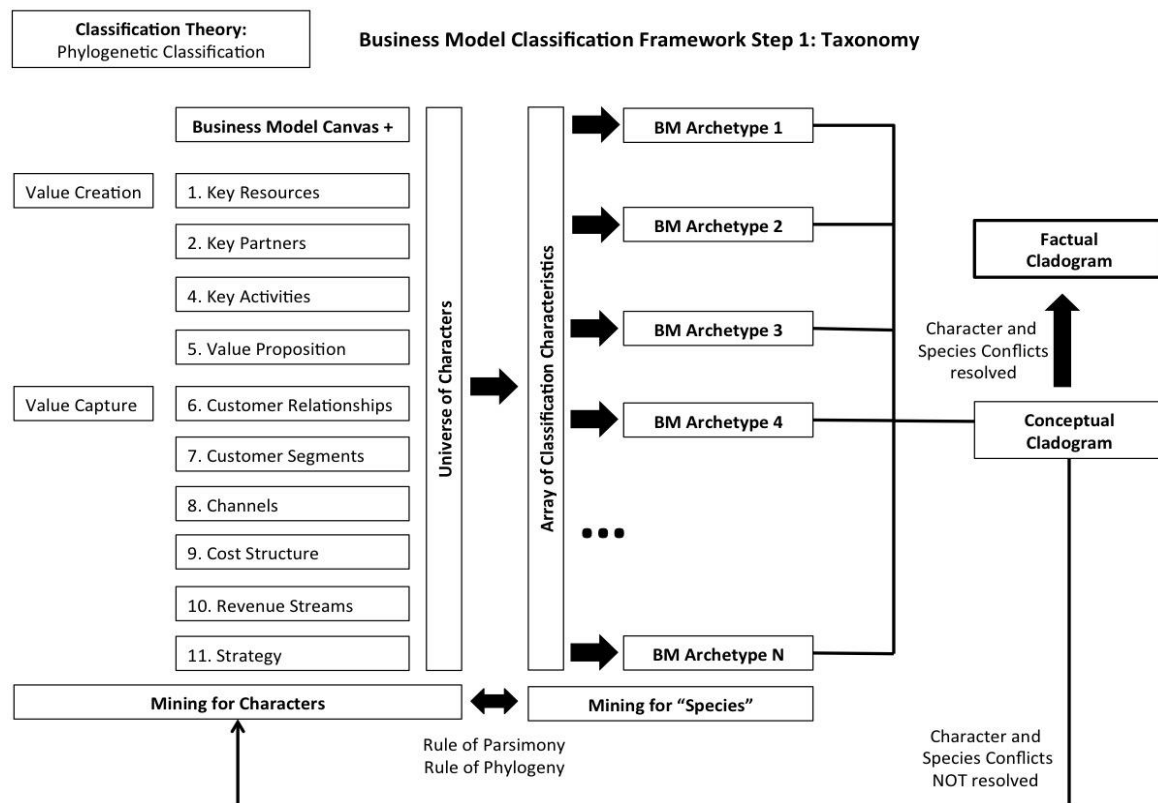 Classification Theory:
Phylogenetic Classification
Business Model Classification Framework Step 1: Taxonomy
Business Model Canvas +
Value Creation
1. Key Resources
2. Key Partners
4. Key Activities
5. Value Proposition
Value Capture
6. Customer Relationships
7. Customer Segments
8. Channels
9. Cost Structure
10. Revenue Streams
11. Strategy
Universe of Characters
Array of Classification Characteristics
BM Archetype 1
BM Archetype 2
BM Archetype 3
BM Archetype 4
...
BM Archetype N
Factual
Cladogram
Character and
Species Conflicts
resolved
Conceptual
Cladogram
Mining for Characters
Mining for “Species”
Rule of Parsimony
Rule of Phylogeny
Character and
Species Conflicts
NOT resolved